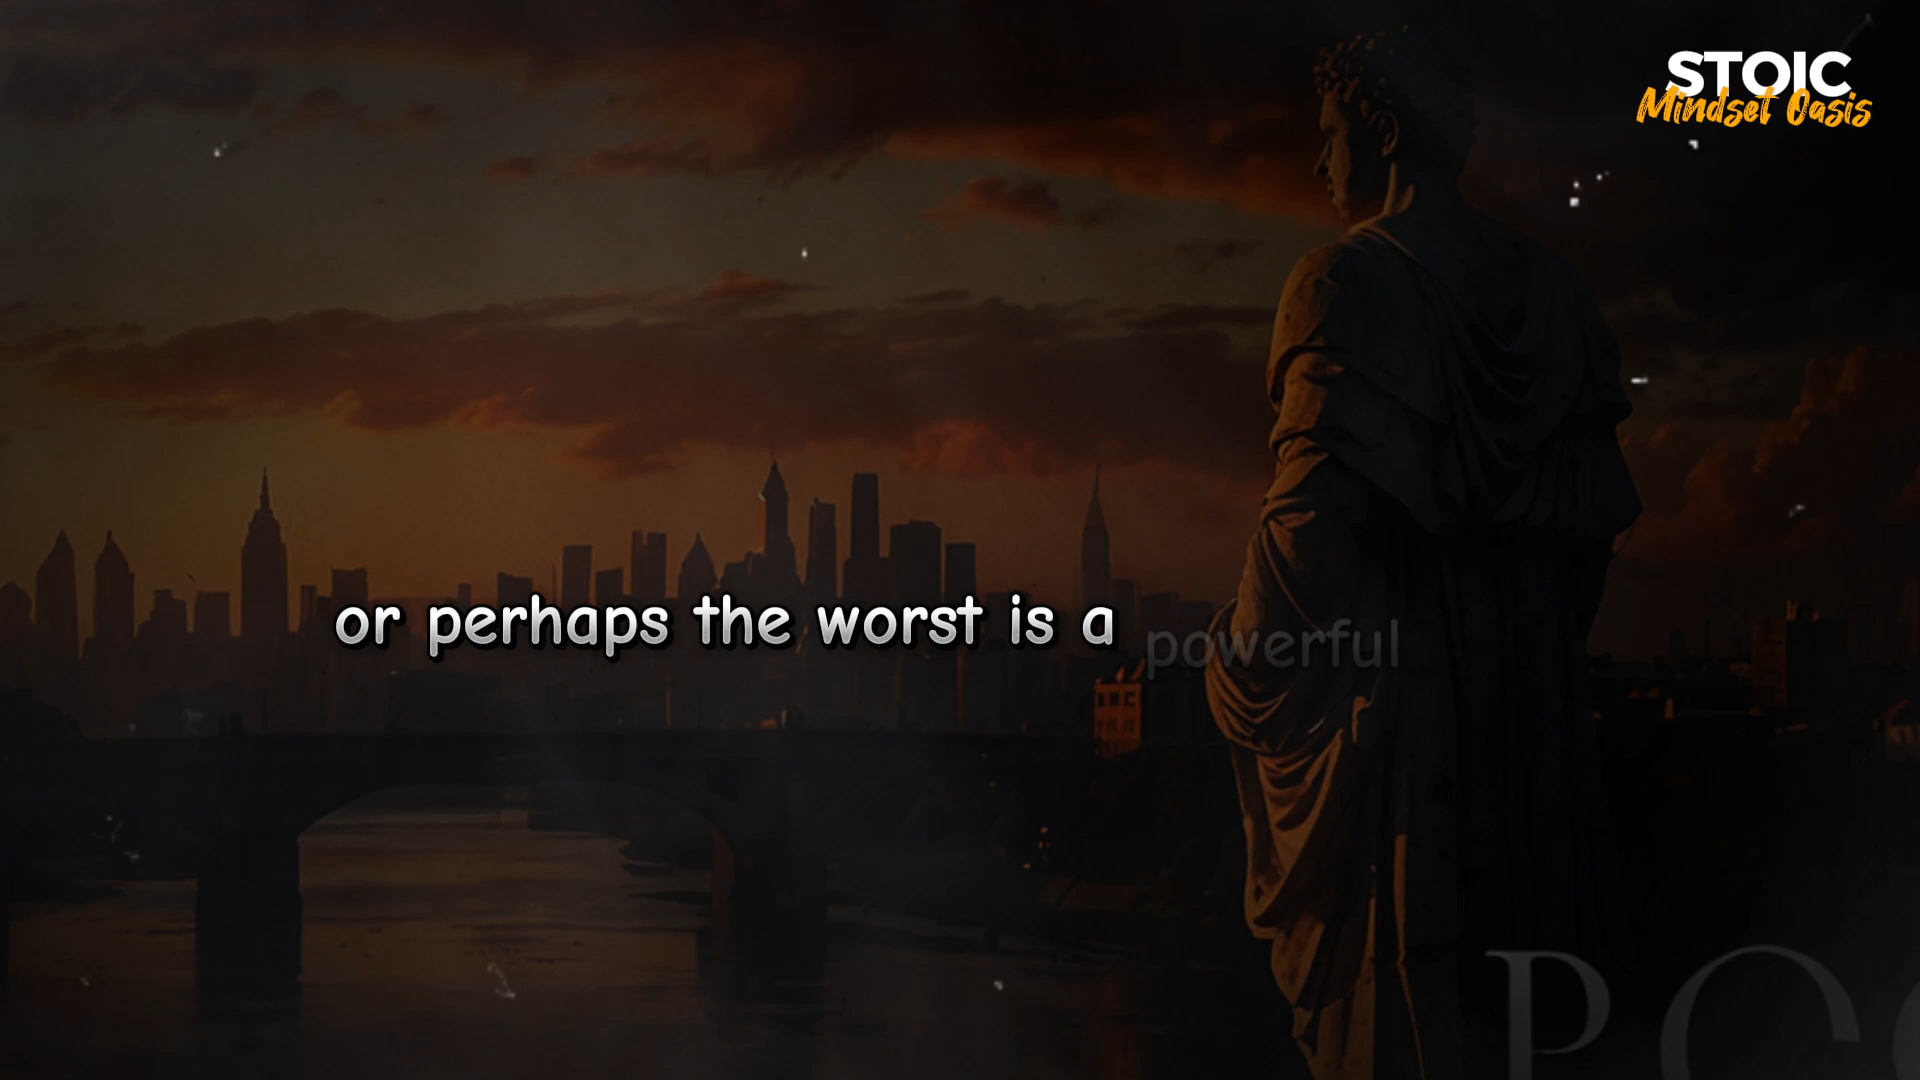 STOIC
Mindset Oasis
or perhaps the worst is a powerful